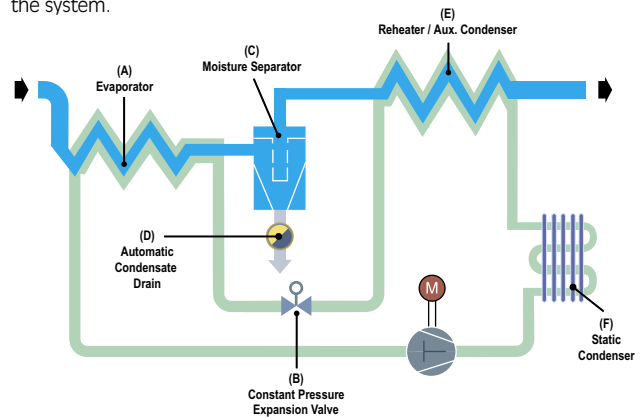 the system.
(E)
Reheater / Aux. Condenser
(C)
Moisture Separator
(A)
Evaporator
(D)
Automatic
Condensate
Drain
M
(F)
Static
Condenser
(B)
Constant Pressure
Expansion Valve